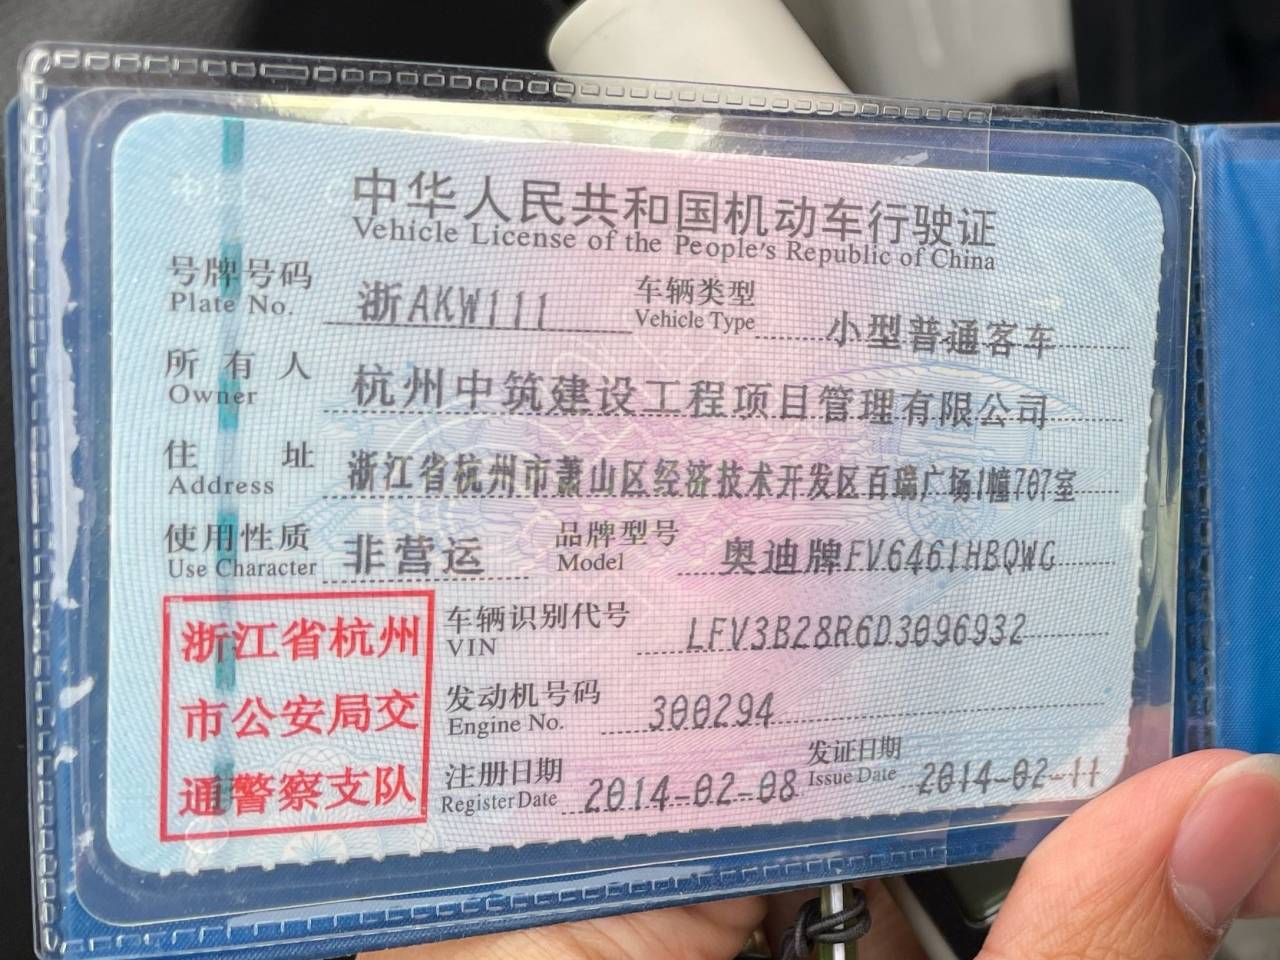 中华人民共和国机动车行驶证
Vehicle License of the People's Republic of China
号牌号码 浙AKW111 车辆类型 小型普通客车
Plate No. Vehicle Type
所有人 杭州中筑建设工程项目管理有限公司
Owner
住址 浙江省杭州市萧山区经济技术开发区百瑞广场1幢707室
Address
使用性质 非营运 品牌型号 奥迪牌FV6461HBQWG
Use Character Model
浙江省杭州
市公安局交
通警察支队
车辆识别代号 LFV3B28R6D3096932
VIN
发动机号码 300294
Engine No.
注册日期 2014-02-08 发证日期 2014-02-11
Register Date Issue Date